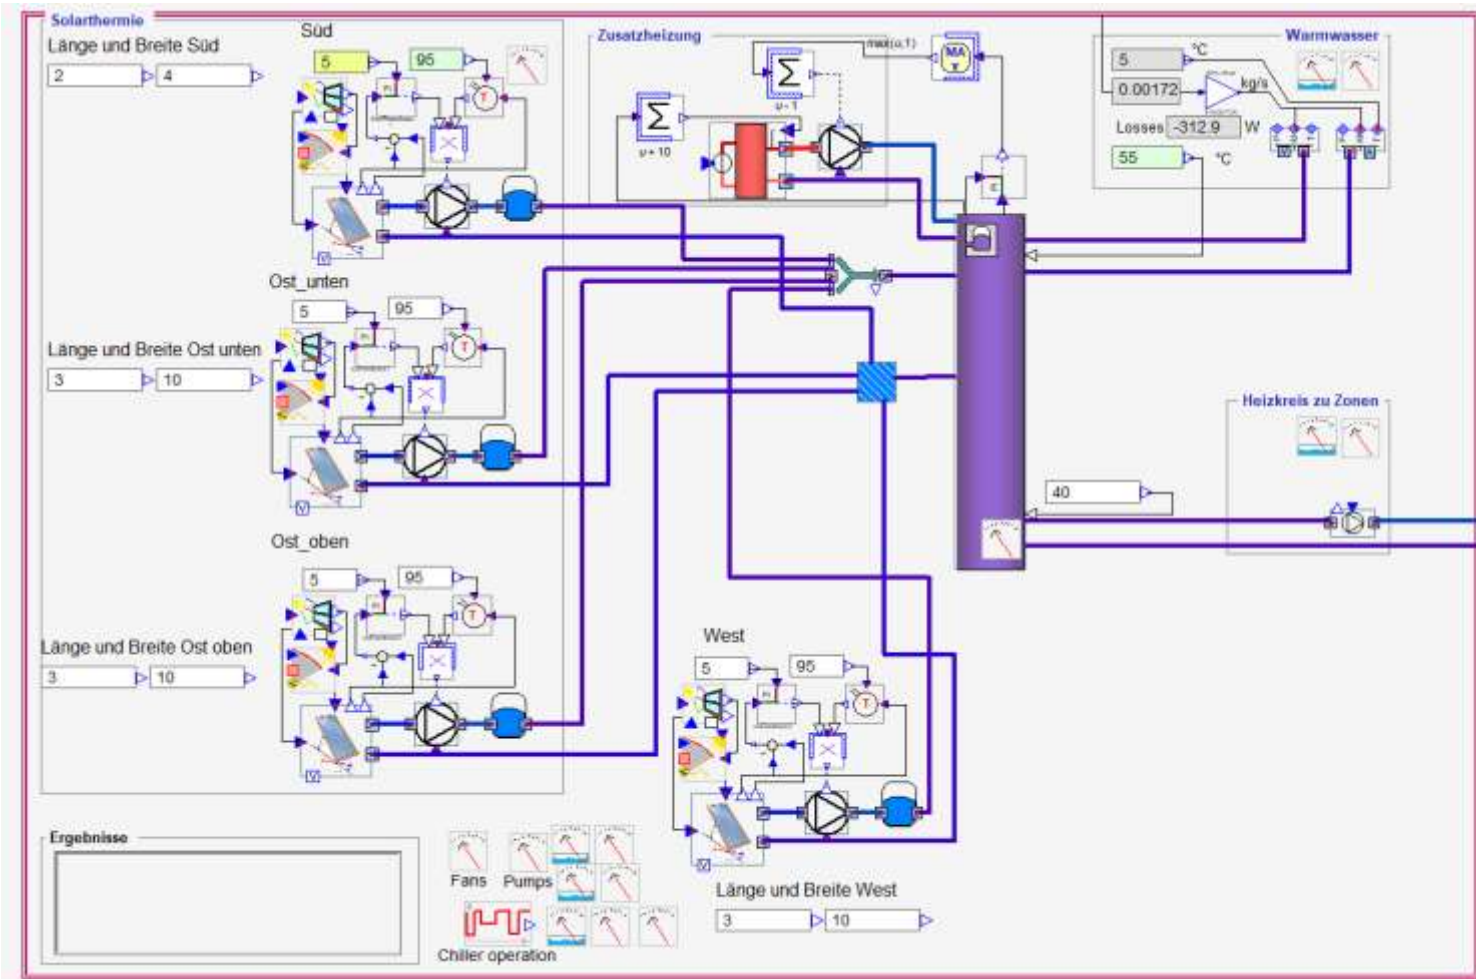 Solarthermie
Länge und Breite Süd
2 4
Süd
5 95
Zusatzheizung
Σ
u - 1
Σ
u + 10
max(u,1)
MA
Warmwasser
5 °C
0.00172 kg/s
Losses -312.9 W
55 °C
T
Ost_unten
5 95
Länge und Breite Ost unten
3 10
T
V
Heizkreis zu Zonen
40
Ost_oben
5 95
Länge und Breite Ost oben
3 10
T
V
West
5 95
T
V
Länge und Breite West
3 10
Ergebnisse
Fans Pumps
Chiller operation